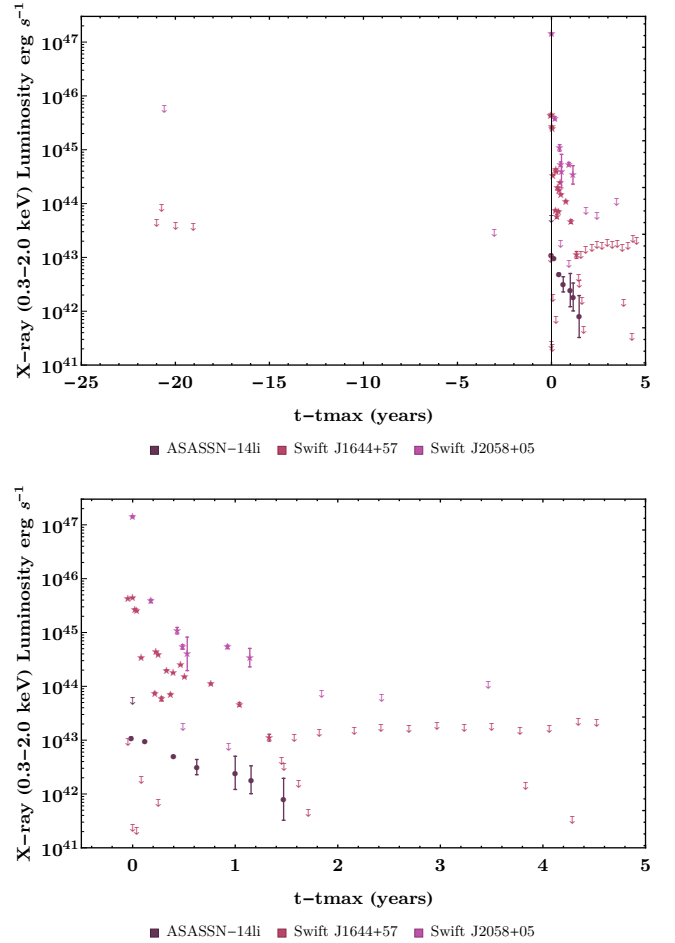 X−ray (0.3−2.0 keV) Luminosity erg s⁻¹
10⁴⁷
10⁴⁶
10⁴⁵
10⁴⁴
10⁴³
10⁴²
10⁴¹
−25 −20 −15 −10 −5 0 5
t−tmax (years)
ASASSN−14li Swift J1644+57 Swift J2058+05
X−ray (0.3−2.0 keV) Luminosity erg s⁻¹
10⁴⁷
10⁴⁶
10⁴⁵
10⁴⁴
10⁴³
10⁴²
10⁴¹
0 1 2 3 4 5
t−tmax (years)
ASASSN−14li Swift J1644+57 Swift J2058+05